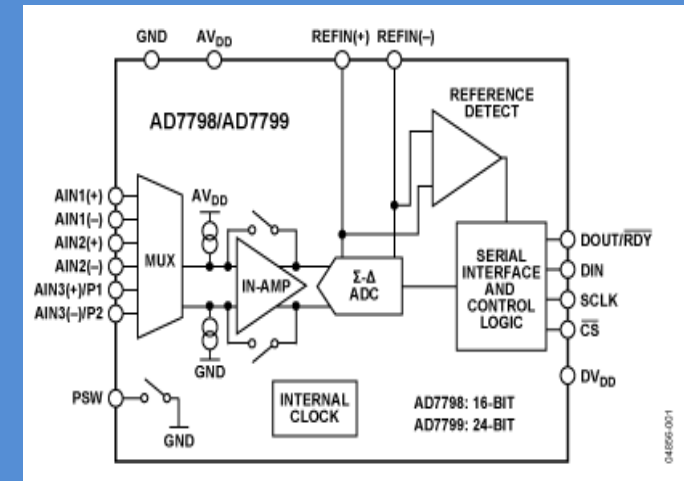 GND AVDD REFIN(+) REFIN(–)
REFERENCE
DETECT
AD7798/AD7799
AIN1(+)
AIN1(–)
AIN2(+)
AIN2(–)
AIN3(+)/P1
AIN3(–)/P2
MUX
AVDD
GND
IN-AMP
Σ-Δ
ADC
SERIAL
INTERFACE
AND
CONTROL
LOGIC
DOUT/RDY
DIN
SCLK
CS
DVDD
PSW
GND
INTERNAL
CLOCK
AD7798: 16-BIT
AD7799: 24-BIT
04856-001